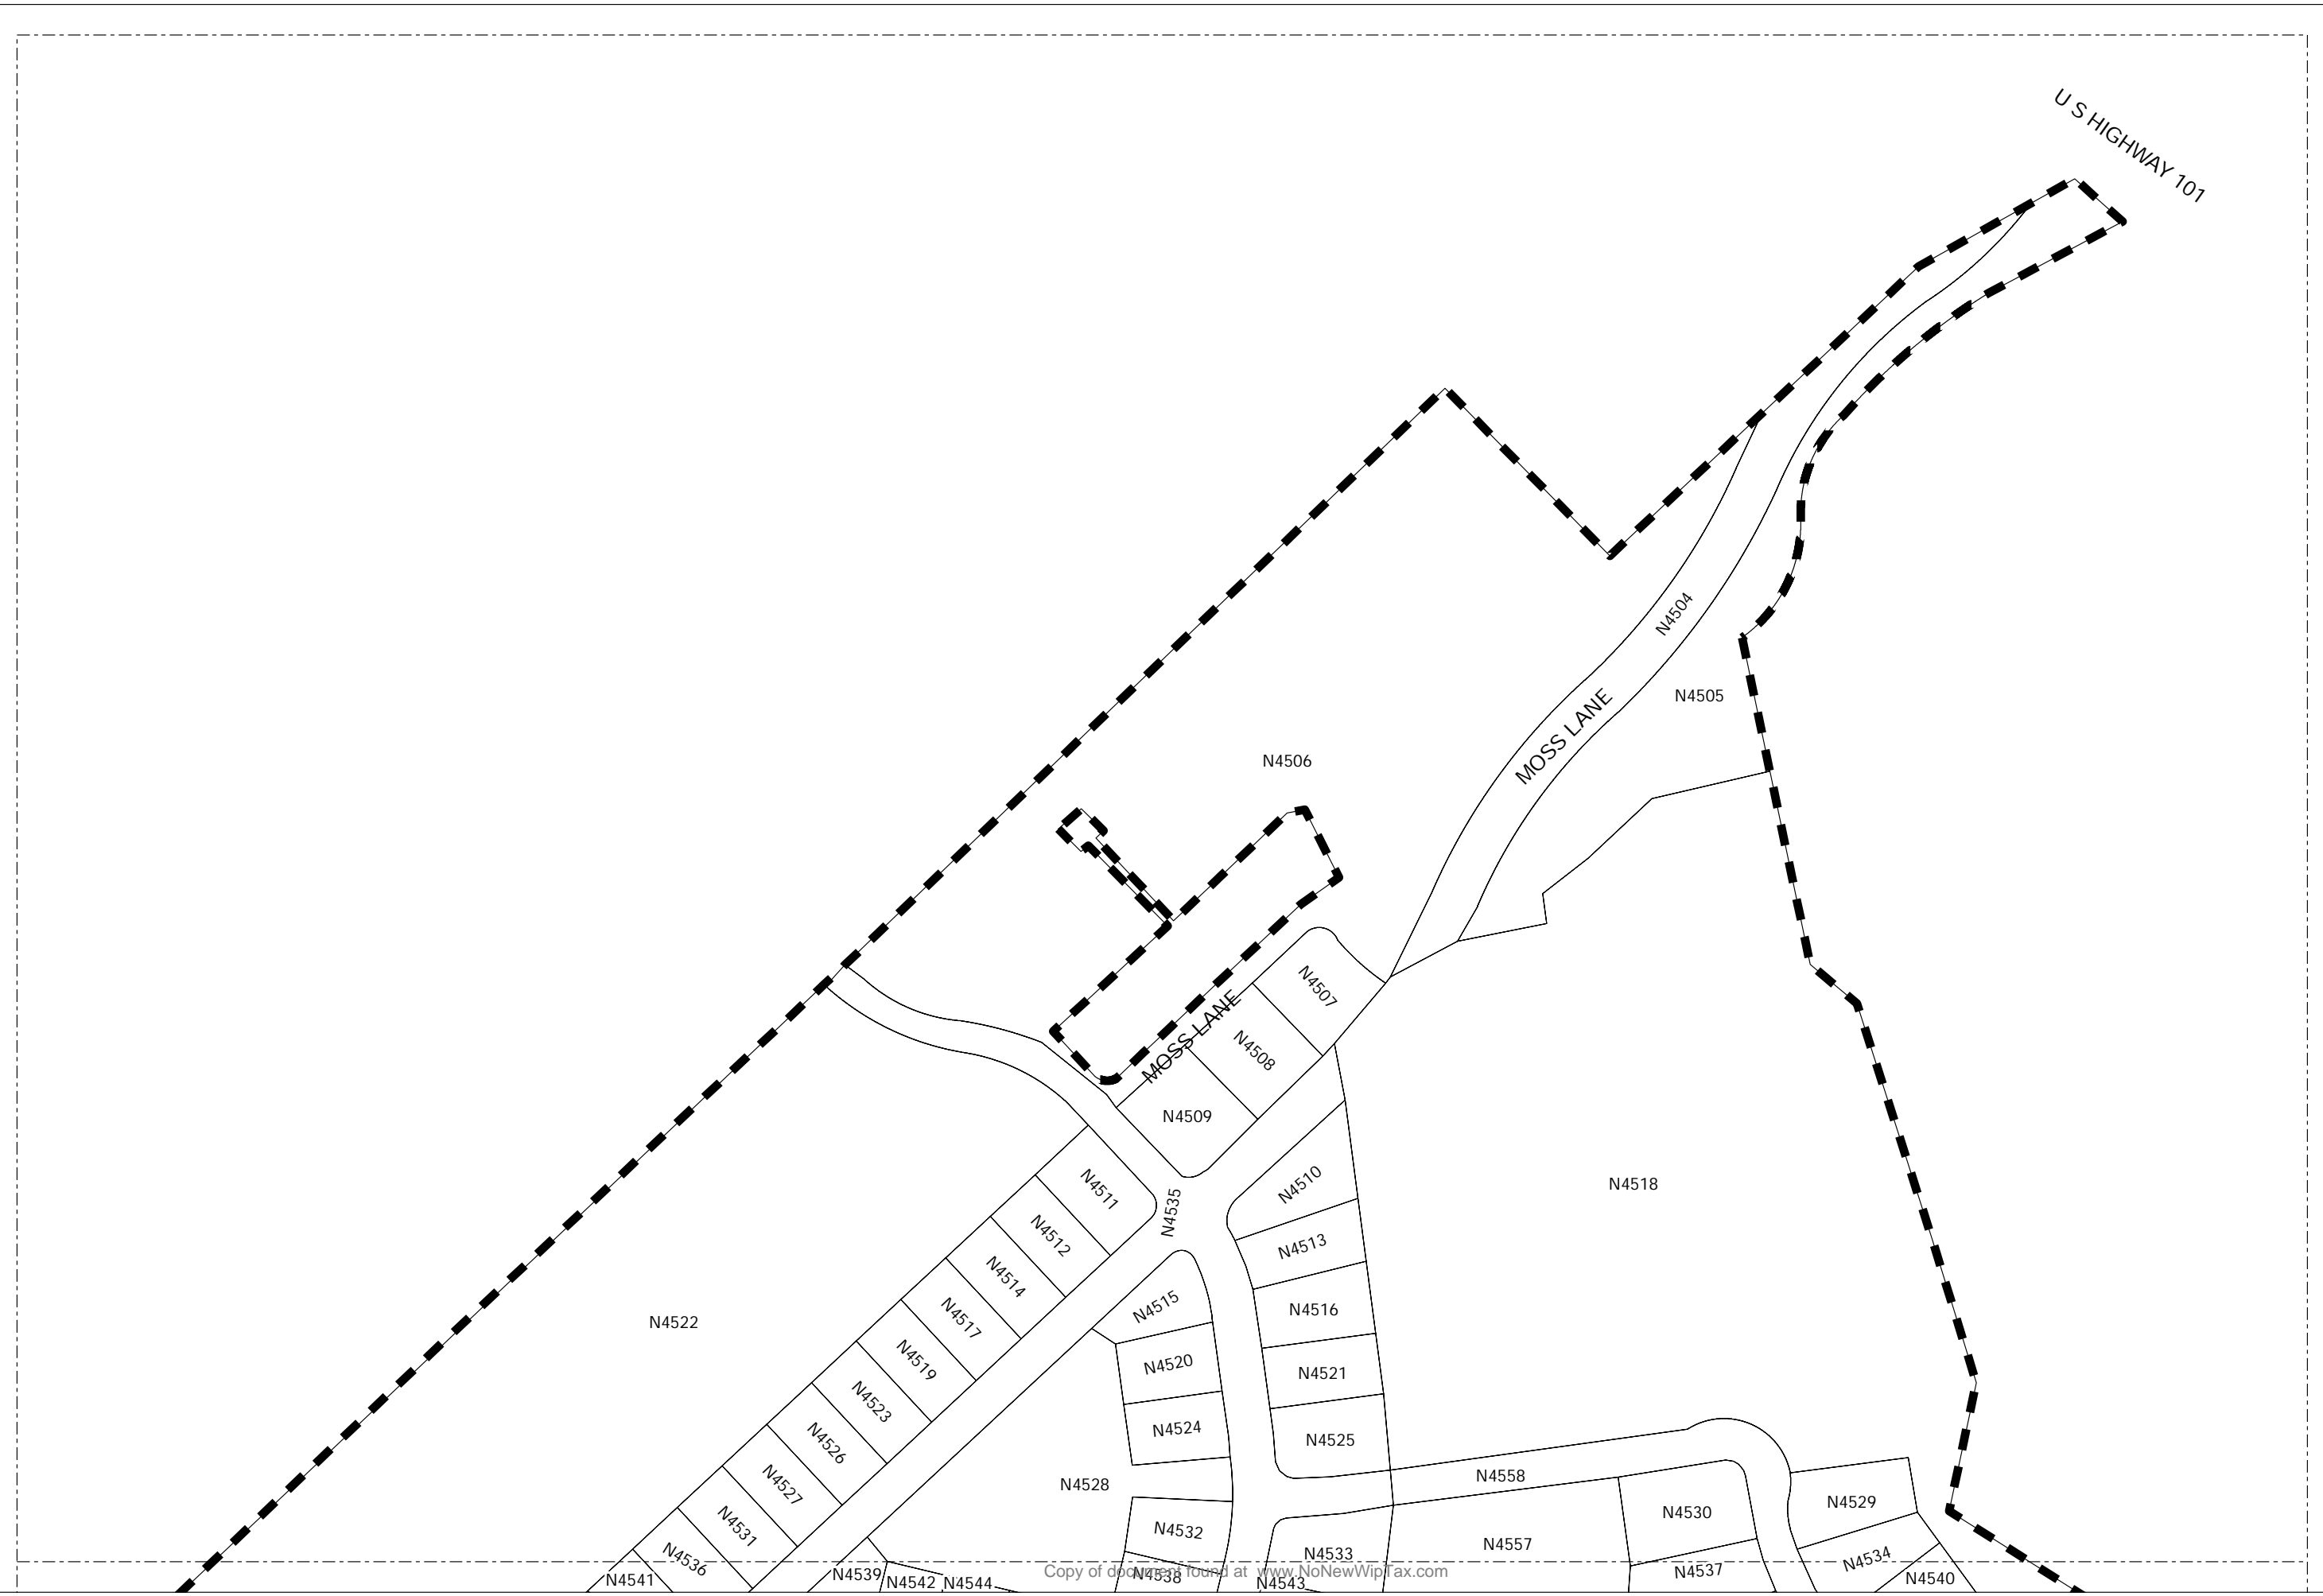 U S HIGHWAY 101
N4504
N4505
MOSS LANE
N4506
N4507
MOSS LANE
N4508
N4509
N4510
N4511
N4518
N4535
N4512
N4513
N4514
N4515
N4516
N4517
N4522
N4519
N4520
N4521
N4523
N4524
N4525
N4526
N4558
N4527
N4528
N4529
N4530
N4531
N4532
N4557
N4533
N4534
N4536
N4537
N4539
N4538
N4541
N4542
N4544
N4543
N4540
Copy of document found at www.NoNewWipTax.com